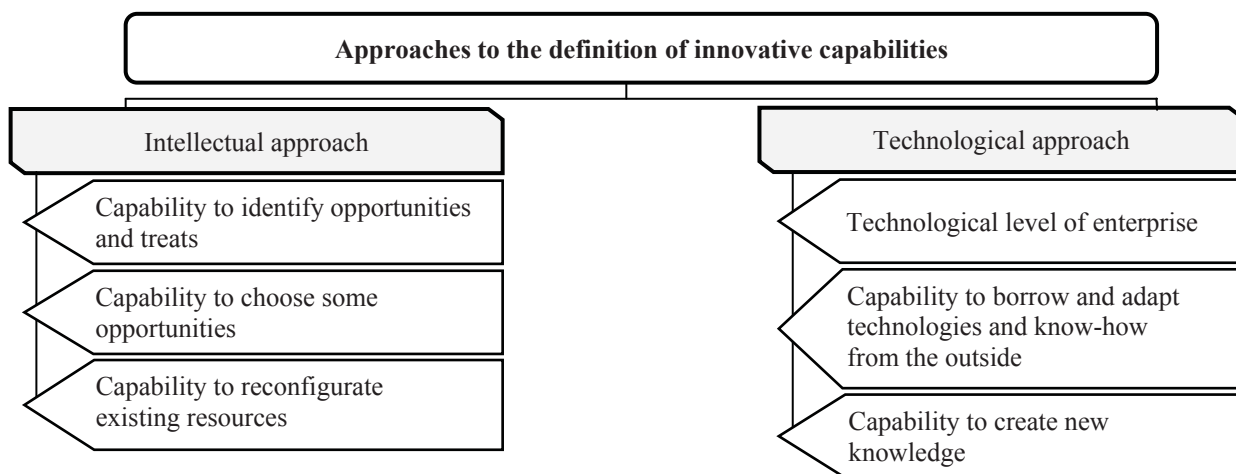 Approaches to the definition of innovative capabilities
Intellectual approach
Capability to identify opportunities
and treats
Capability to choose some
opportunities
Capability to reconfigurate
existing resources
Technological approach
Technological level of enterprise
Capability to borrow and adapt
technologies and know-how
from the outside
Capability to create new
knowledge